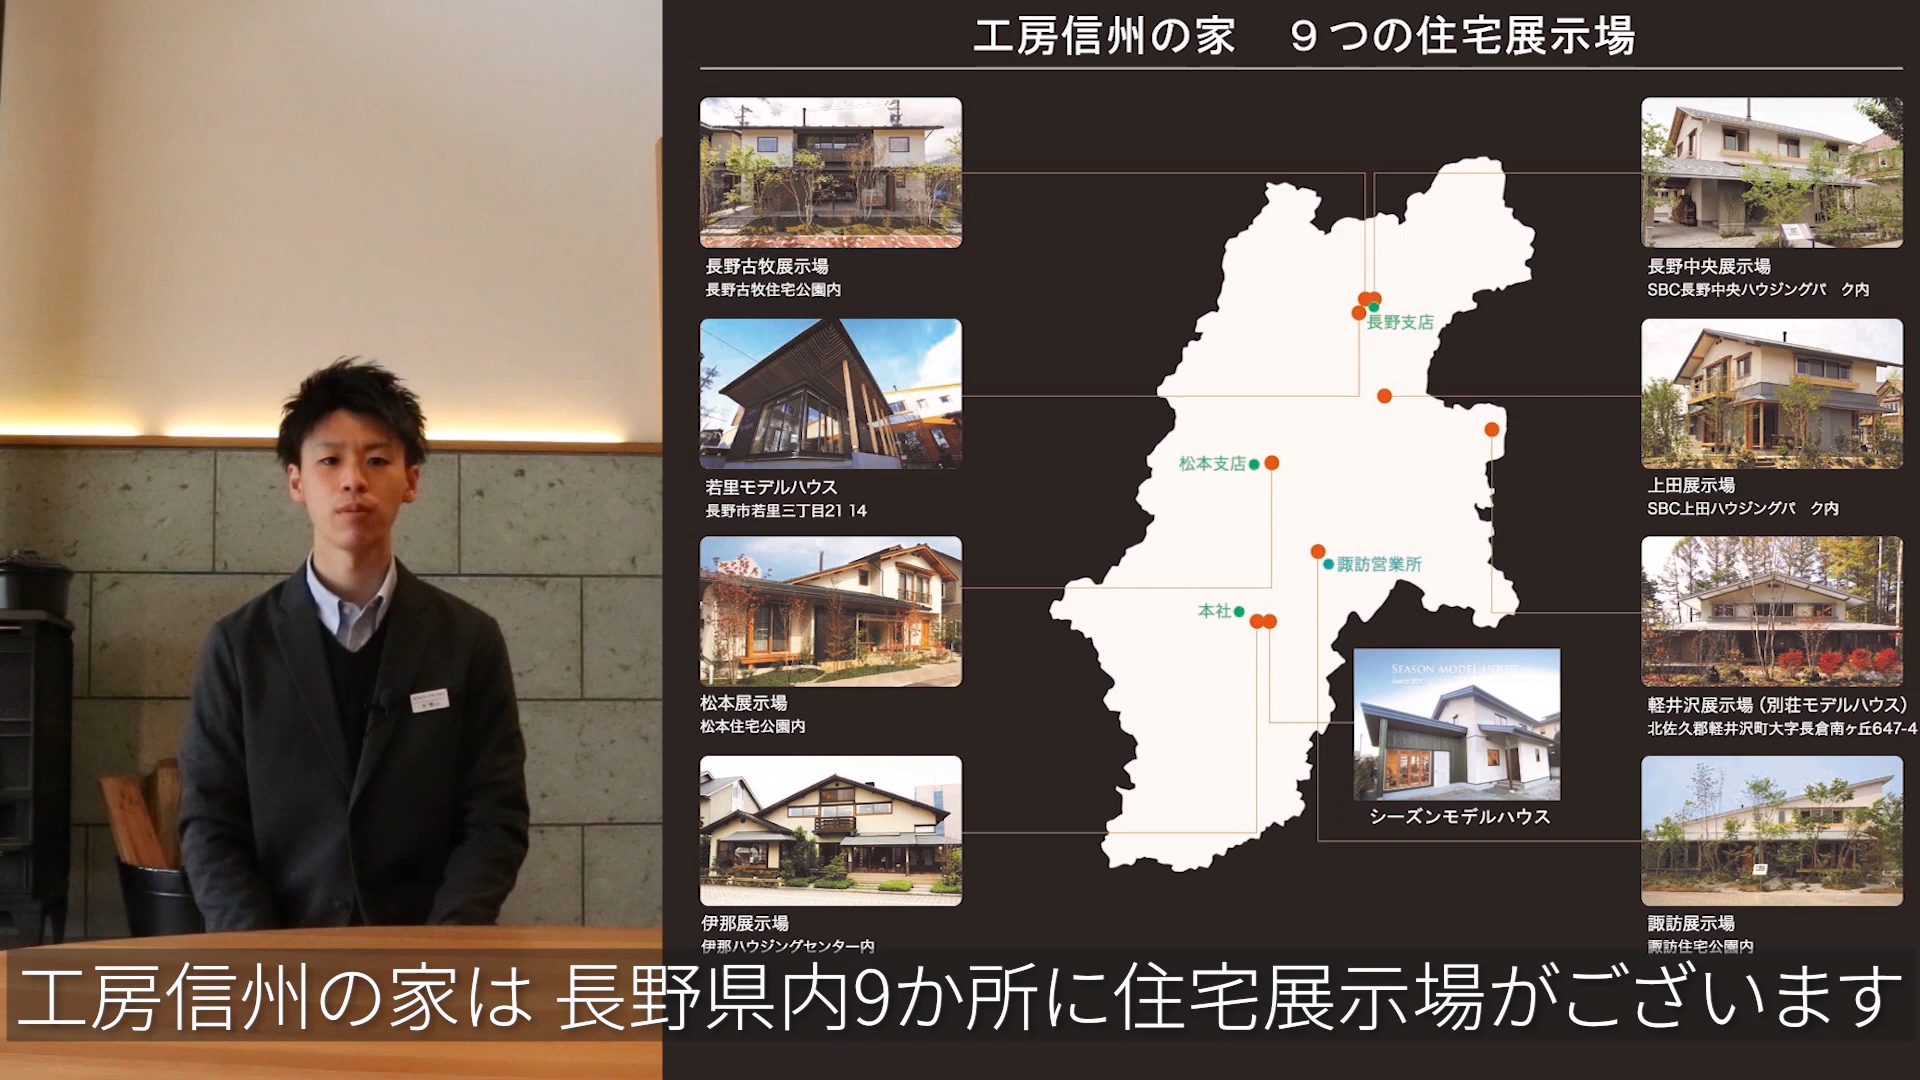 工房信州の家　９つの住宅展示場
長野古牧展示場
長野古牧住宅公園内
若里モデルハウス
長野市若里三丁目21 14
松本展示場
松本住宅公園内
伊那展示場
伊那ハウジングセンター内
長野支店
松本支店
諏訪営業所
本社
SEASON MODEL HOUSE
シーズンモデルハウス
長野中央展示場
SBC長野中央ハウジングパ　ク内
上田展示場
SBC上田ハウジングパ　ク内
軽井沢展示場（別荘モデルハウス）
北佐久郡軽井沢町大字長倉南ヶ丘647-4
諏訪展示場
諏訪住宅公園内
工房信州の家は 長野県内9か所に住宅展示場がございます